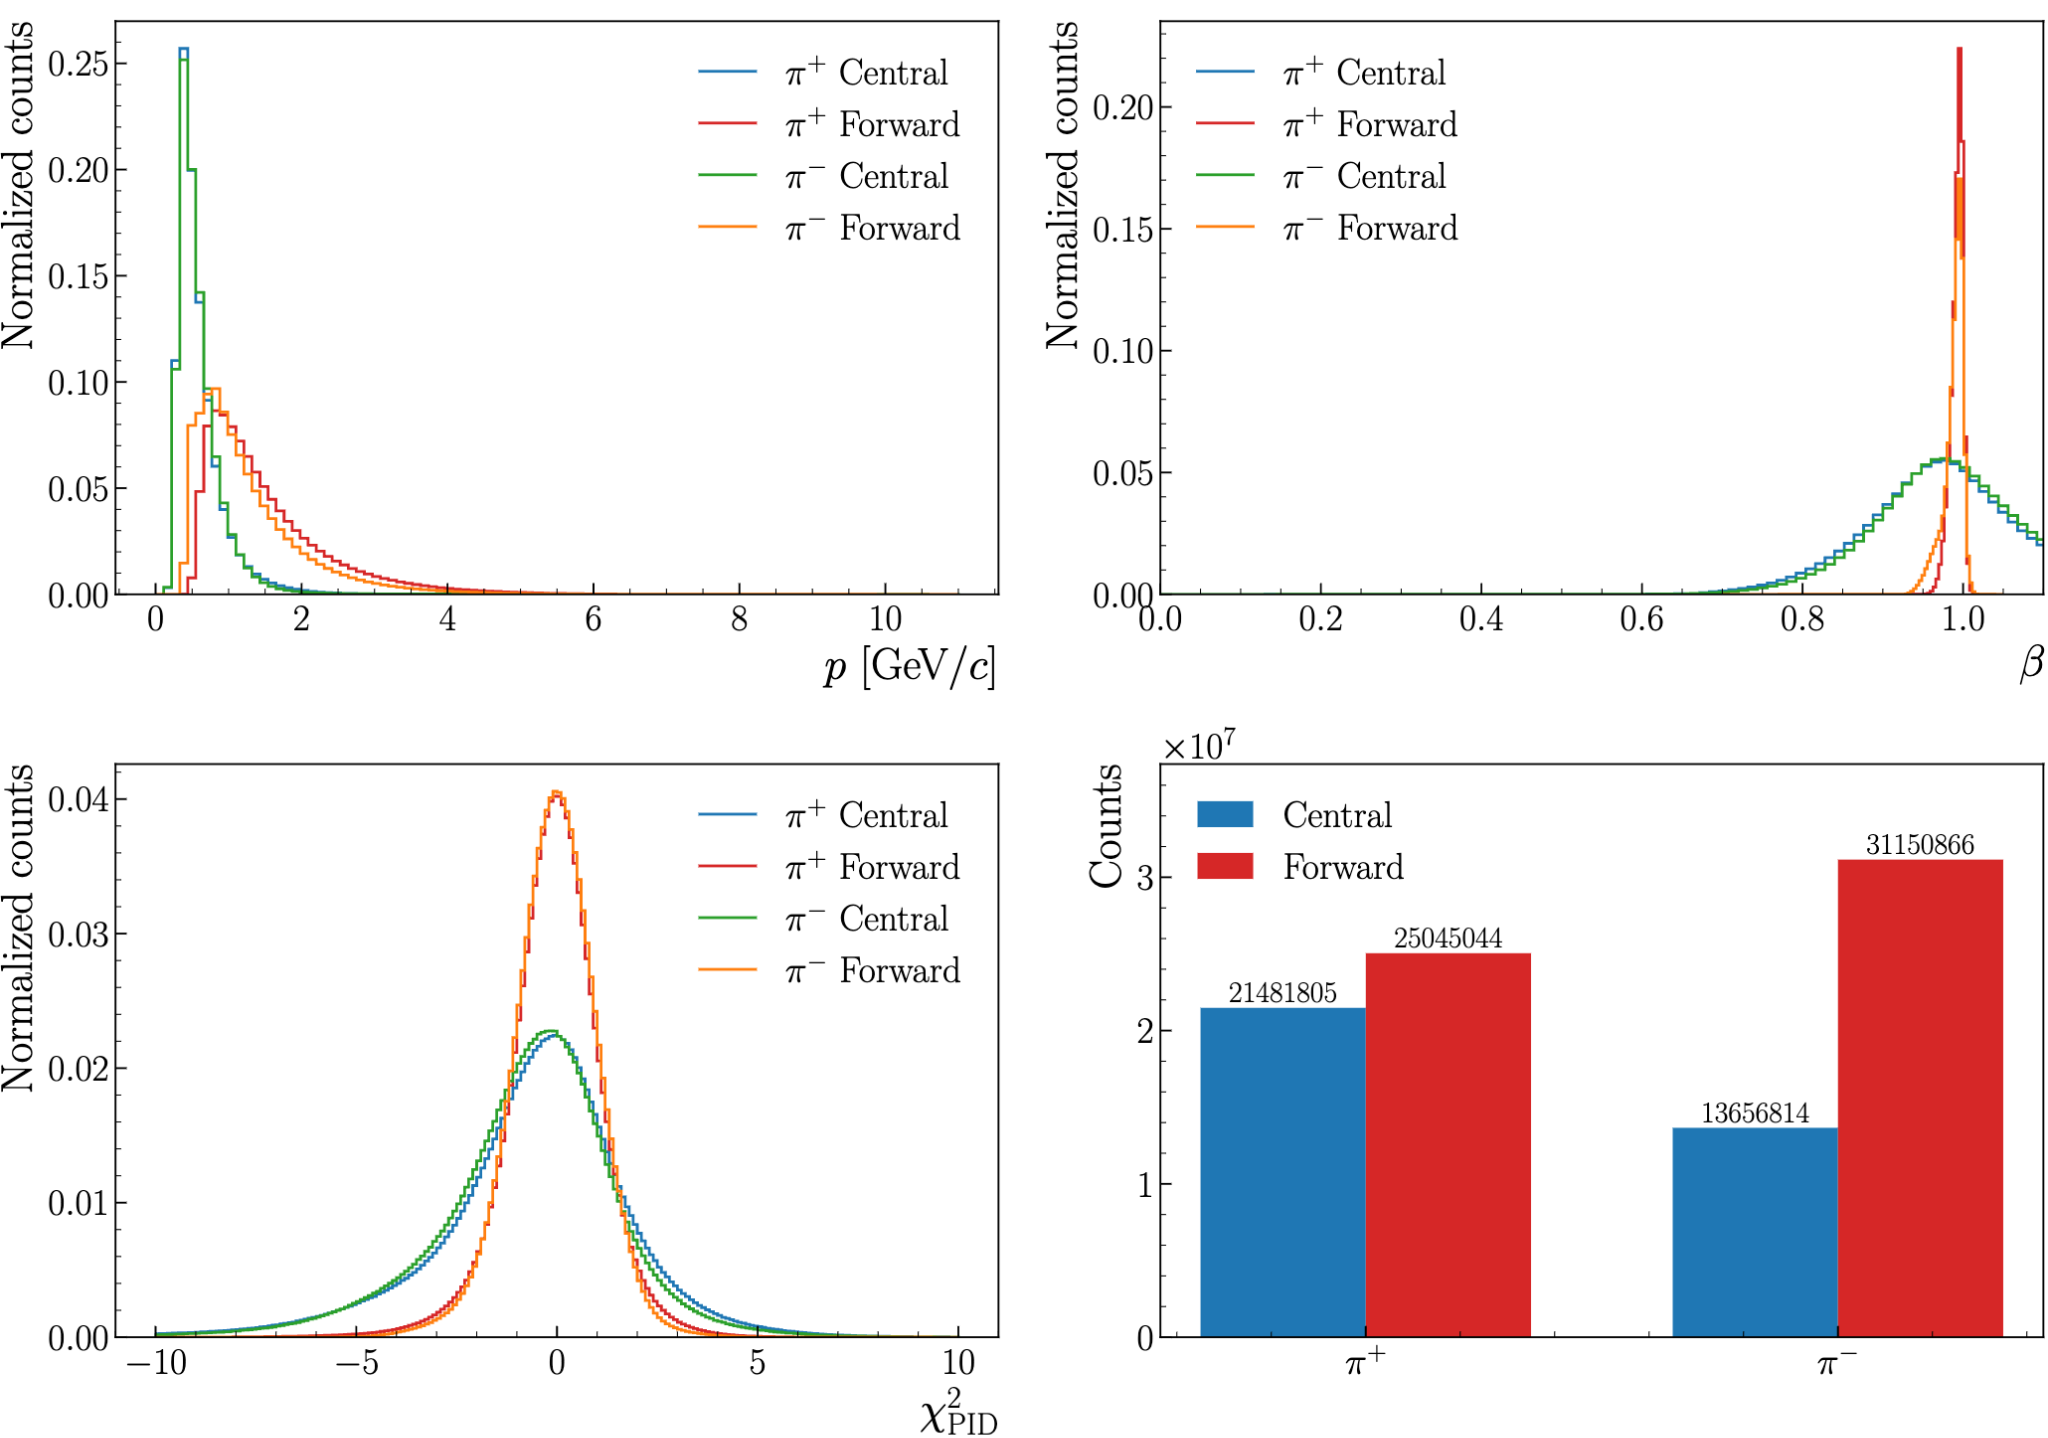 Normalized counts
0.25
0.20
0.15
0.10
0.05
0.00
π⁺ Central
π⁺ Forward
π⁻ Central
π⁻ Forward
0 2 4 6 8 10
p [GeV/c]
Normalized counts
0.20
0.15
0.10
0.05
0.00
π⁺ Central
π⁺ Forward
π⁻ Central
π⁻ Forward
0.0 0.2 0.4 0.6 0.8 1.0
β
Normalized counts
0.04
0.03
0.02
0.01
0.00
π⁺ Central
π⁺ Forward
π⁻ Central
π⁻ Forward
−10 −5 0 5 10
χ²PID
×10⁷
Counts
3
2
1
0
Central
Forward
21481805
25045044
13656814
31150866
π⁺ π⁻